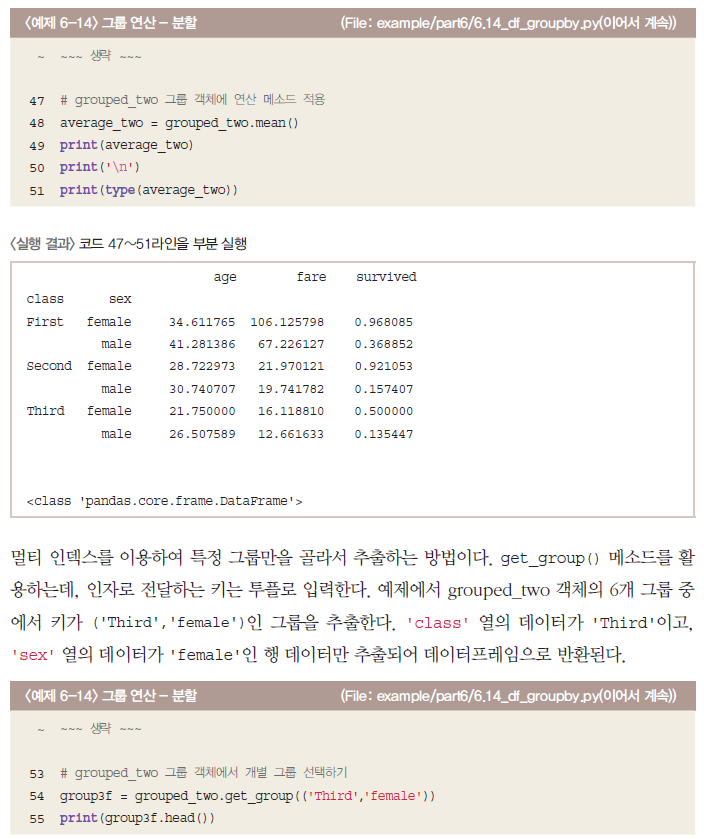 〈예제 6-14〉 그룹 연산 – 분할 (File: example/part6/6.14_df_groupby.py(이어서 계속))
~ ~~~ 생략 ~~~
47 # grouped_two 그룹 객체에 연산 메소드 적용
48 average_two = grouped_two.mean()
49 print(average_two)
50 print('\n')
51 print(type(average_two))
〈실행 결과〉 코드 47~51라인을 부분 실행
age fare survived
class sex
First female 34.611765 106.125798 0.968085
male 41.281386 67.226127 0.368852
Second female 28.722973 21.970121 0.921053
male 30.740707 19.741782 0.157407
Third female 21.750000 16.118810 0.500000
male 26.507589 12.661633 0.135447
<class 'pandas.core.frame.DataFrame'>
멀티 인덱스를 이용하여 특정 그룹만을 골라서 추출하는 방법이다. get_group() 메소드를 활
용하는데, 인자로 전달하는 키는 투플로 입력한다. 예제에서 grouped_two 객체의 6개 그룹 중
에서 키가 ('Third','female')인 그룹을 추출한다. 'class' 열의 데이터가 'Third'이고,
'sex' 열의 데이터가 'female'인 행 데이터만 추출되어 데이터프레임으로 반환된다.
〈예제 6-14〉 그룹 연산 – 분할 (File: example/part6/6.14_df_groupby.py(이어서 계속))
~ ~~~ 생략 ~~~
53 # grouped_two 그룹 객체에서 개별 그룹 선택하기
54 group3f = grouped_two.get_group(('Third','female'))
55 print(group3f.head())